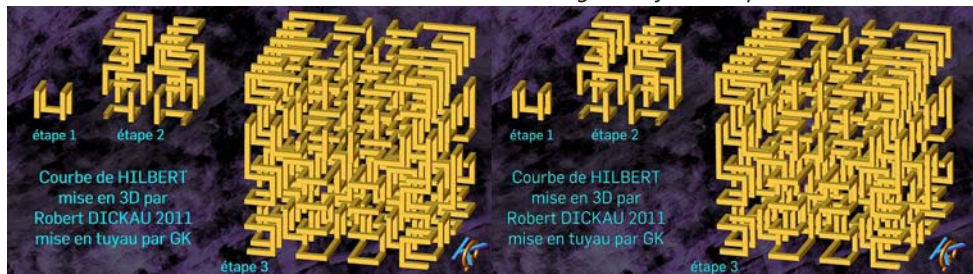 étape 1
étape 2
Courbe de HILBERT
mise en 3D par
Robert DICKAU 2011
mise en tuyau par GK
étape 3
étape 1
étape 2
Courbe de HILBERT
mise en 3D par
Robert DICKAU 2011
mise en tuyau par GK
étape 3